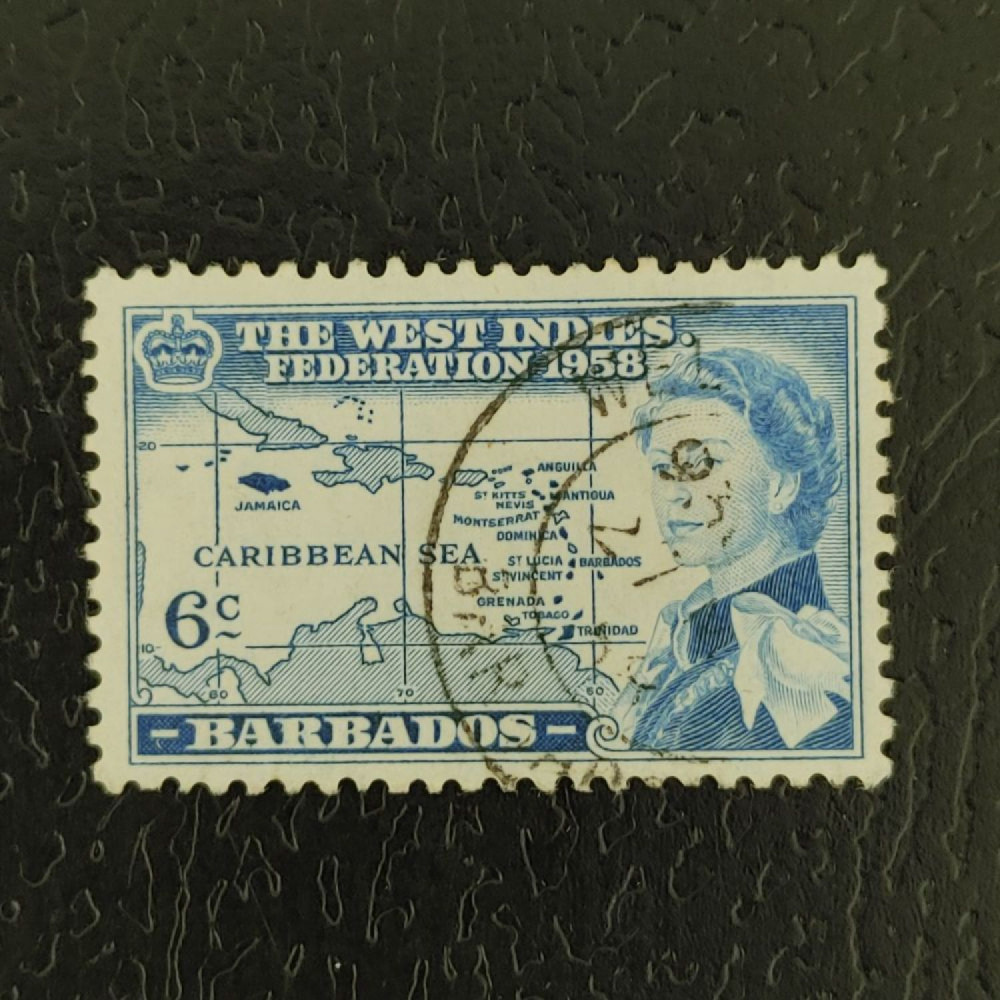 THE WEST INDIES.
FEDERATION 1958
20
ANGUILLA
JAMAICA
ST KITTS
ANTIGUA
NEVIS
MONTSERRAT
DOMINICA
CARIBBEAN SEA
ST LUCIA
BARBADOS
ST VINCENT
6c
GRENADA
TOBAGO
TRINIDAD
10
80
70
60
- BARBADOS -